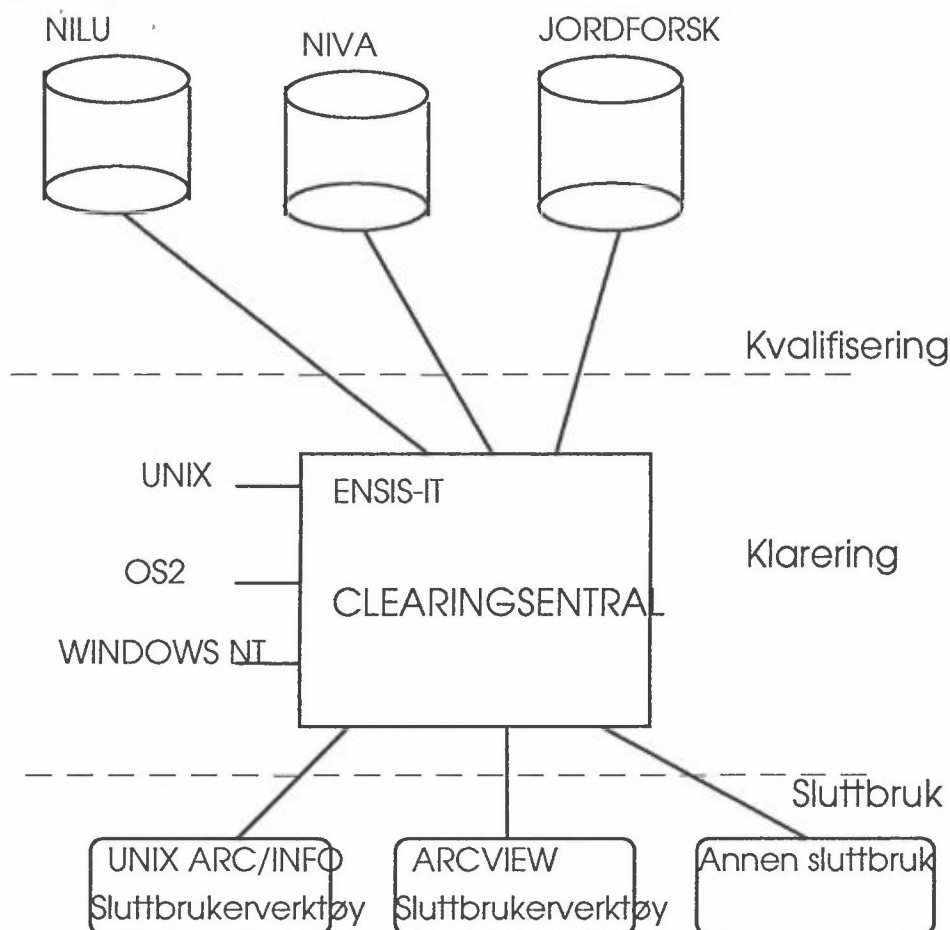 NILU
NIVA
JORDFORSK
Kvalifisering
UNIX
ENSIS-IT
OS2
Klarering
CLEARINGSENTRAL
WINDOWS NT
Sluttbruk
UNIX ARC/INFO
Sluttbrukerverktøy
ARCVIEW
Sluttbrukerverktøy
Annen sluttbruk